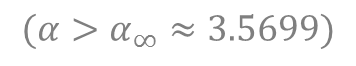 (𝛼 > 𝛼∞ ≈ 3.5699)